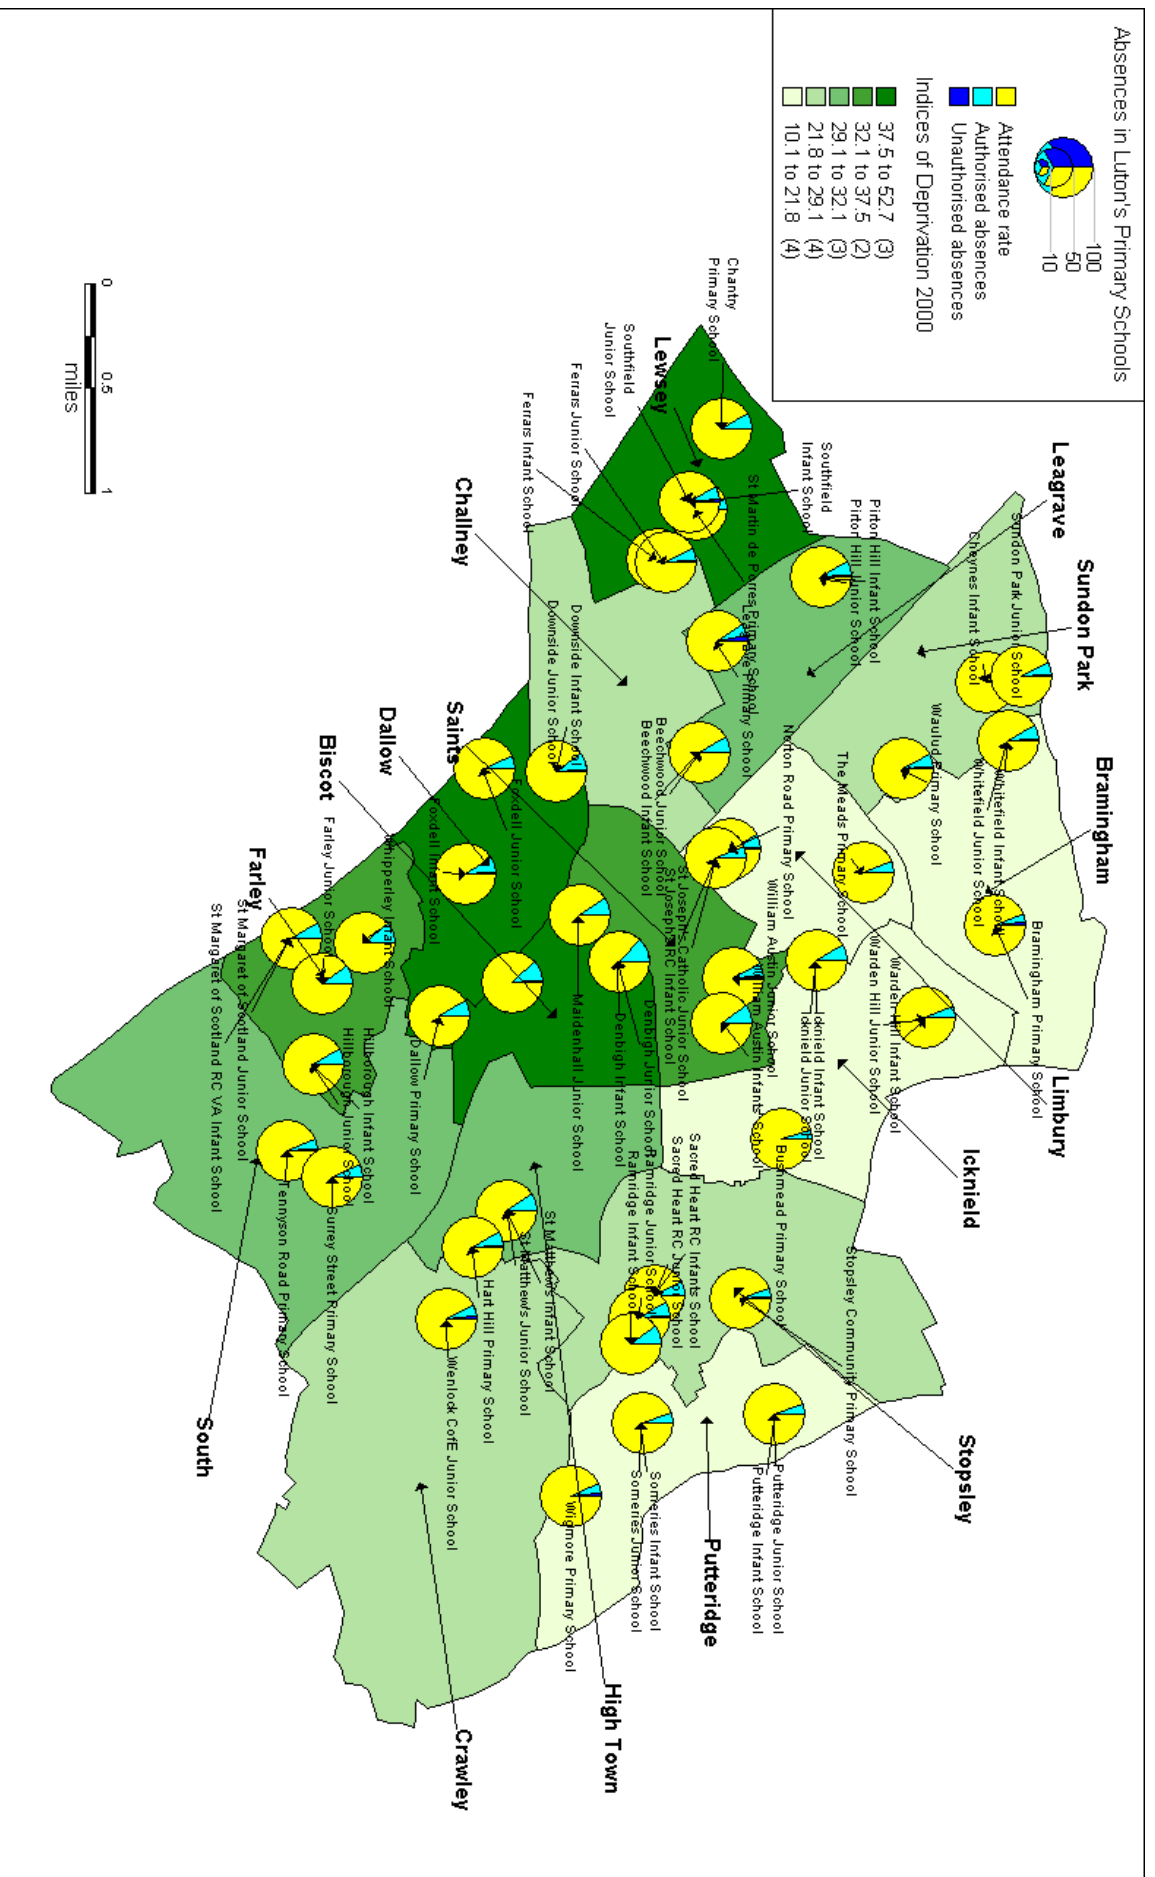 Absences in Luton's Primary Schools
100
50
10
Attendance rate
Authorised absences
Unauthorised absences
Indices of Deprivation 2000
37.5 to 52.7 (3)
32.1 to 37.5 (2)
29.1 to 32.1 (3)
21.8 to 29.1 (4)
10.1 to 21.8 (4)
Leagrave
Sundon Park
Bramingham
Limbury
Icknield
Stopsley
Putteridge
High Town
Crawley
South
Farley
Biscot
Dallow
Saints
Challney
Lewsey
Chantry
Primary School
Southfield
Junior School
Ferrars Junior School
Ferrars Infant School
Southfield
Infant School
St Martin de Porres Primary School
Pirton Hill Infant School
Pirton Hill Junior School
Leagrave Primary School
Sundon Park Junior School
Cheynes Infant School
Waulud Primary School
Whitefield Infant School
Whitefield Junior School
Bramingham Primary School
The Meads Primary School
Norton Road Primary School
Beechwood Junior School
Beechwood Infant School
Downside Infant School
Downside Junior School
Foxdell Junior School
Foxdell Infant School
St Joseph's Catholic Junior School
St Joseph's RC Infant School
William Austin Junior School
William Austin Infants School
Warden Hill Infant School
Warden Hill Junior School
Icknield Infant School
Icknield Junior School
Maidenhall Junior School
Denbigh Junior School
Denbigh Infant School
Dallow Primary School
Whipperley Infant School
Farley Junior School
St Margaret of Scotland Junior School
St Margaret of Scotland RC VA Infant School
Hillborough Infant School
Hillborough Junior School
Surrey Street Primary School
Tennyson Road Primary School
Bushmead Primary School
Stopsley Community Primary School
Sacred Heart RC Infants School
Sacred Heart RC Junior School
Ramridge Junior School
Ramridge Infant School
St Matthews Infant School
St Matthews Junior School
Hart Hill Primary School
Wenlock CofE Junior School
Putteridge Junior School
Putteridge Infant School
Someries Infant School
Someries Junior School
Wigmore Primary School
0
0.5
1
miles